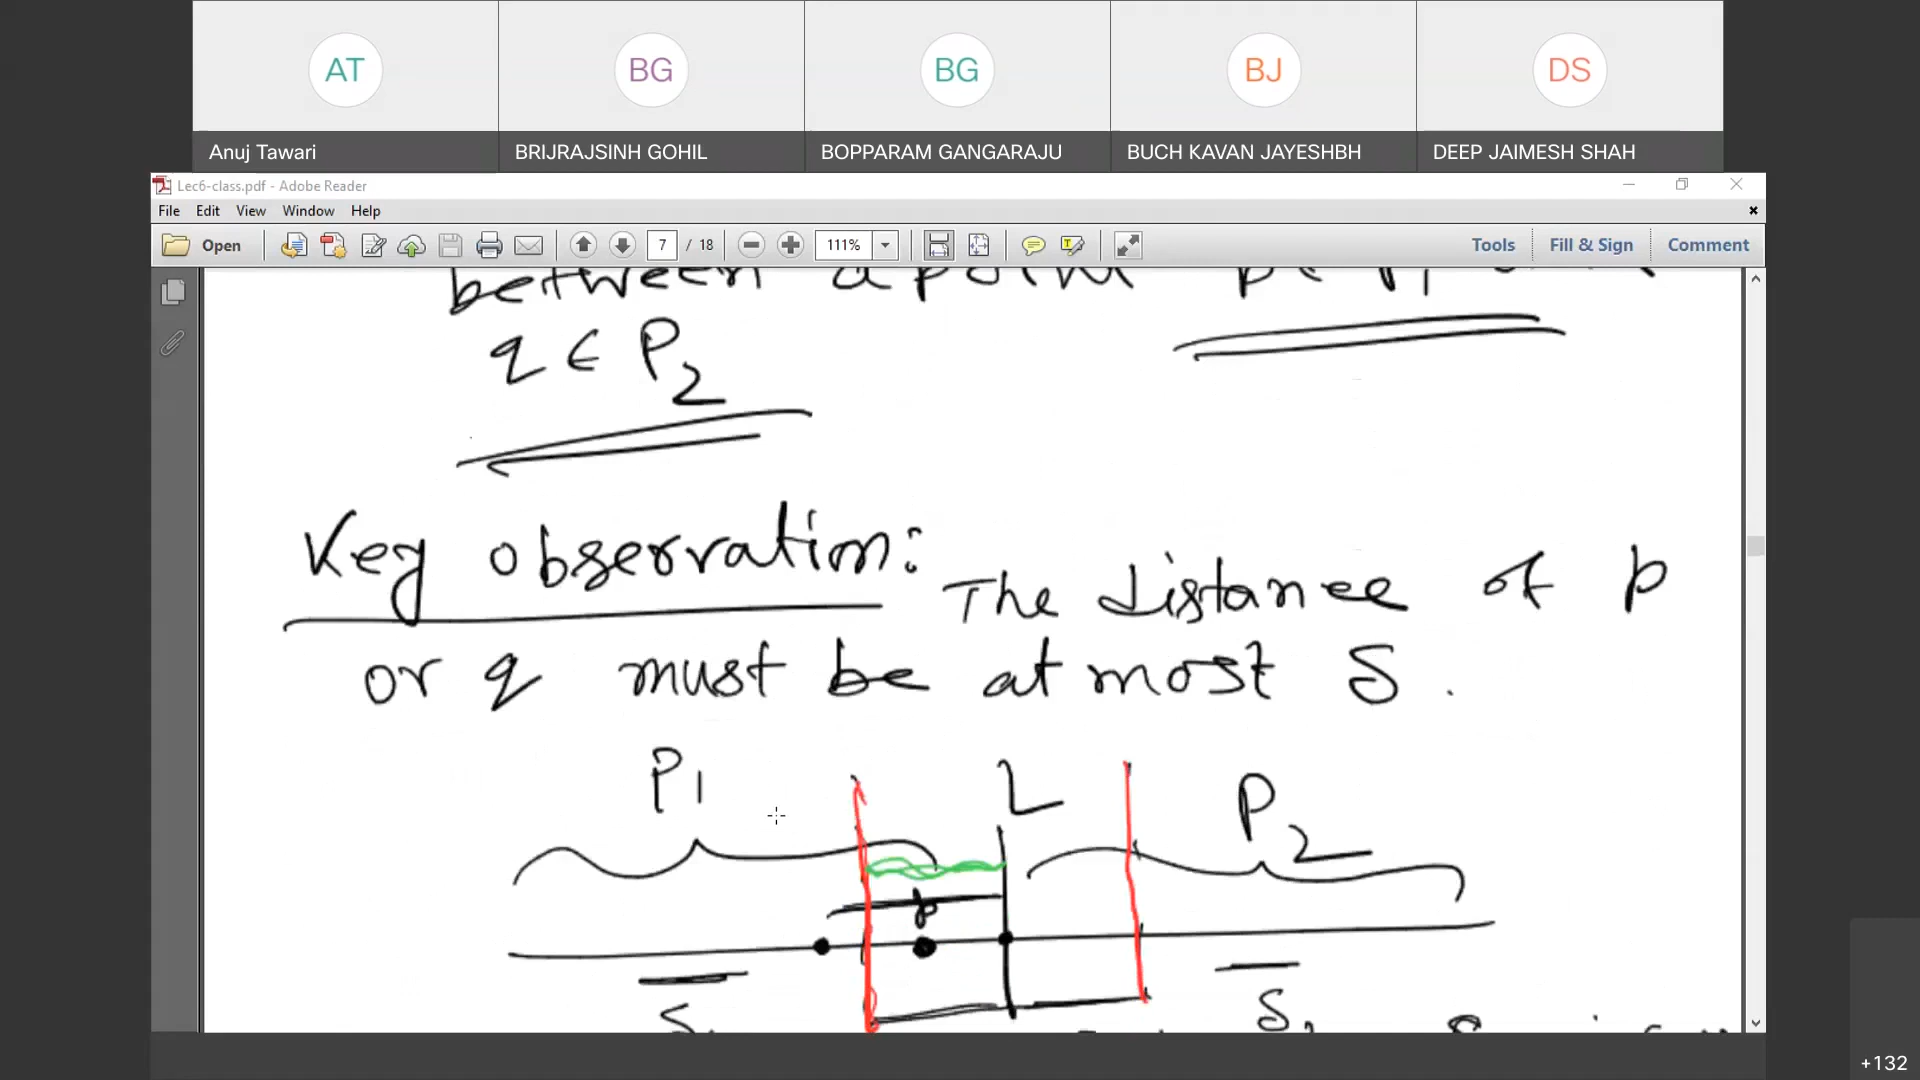 AT BG BG BJ DS
Anuj Tawari BRIJRAJSINH GOHIL BOPPARAM GANGARAJU BUCH KAVAN JAYESHBH DEEP JAIMESH SHAH
Lec6-class.pdf - Adobe Reader
File Edit View Window Help
Open 7 / 18 111% Tools Fill & Sign Comment
between a point
q ∈ P2
Key observation: The distance of p
or q must be at most δ.
P1 L P2
p
+132